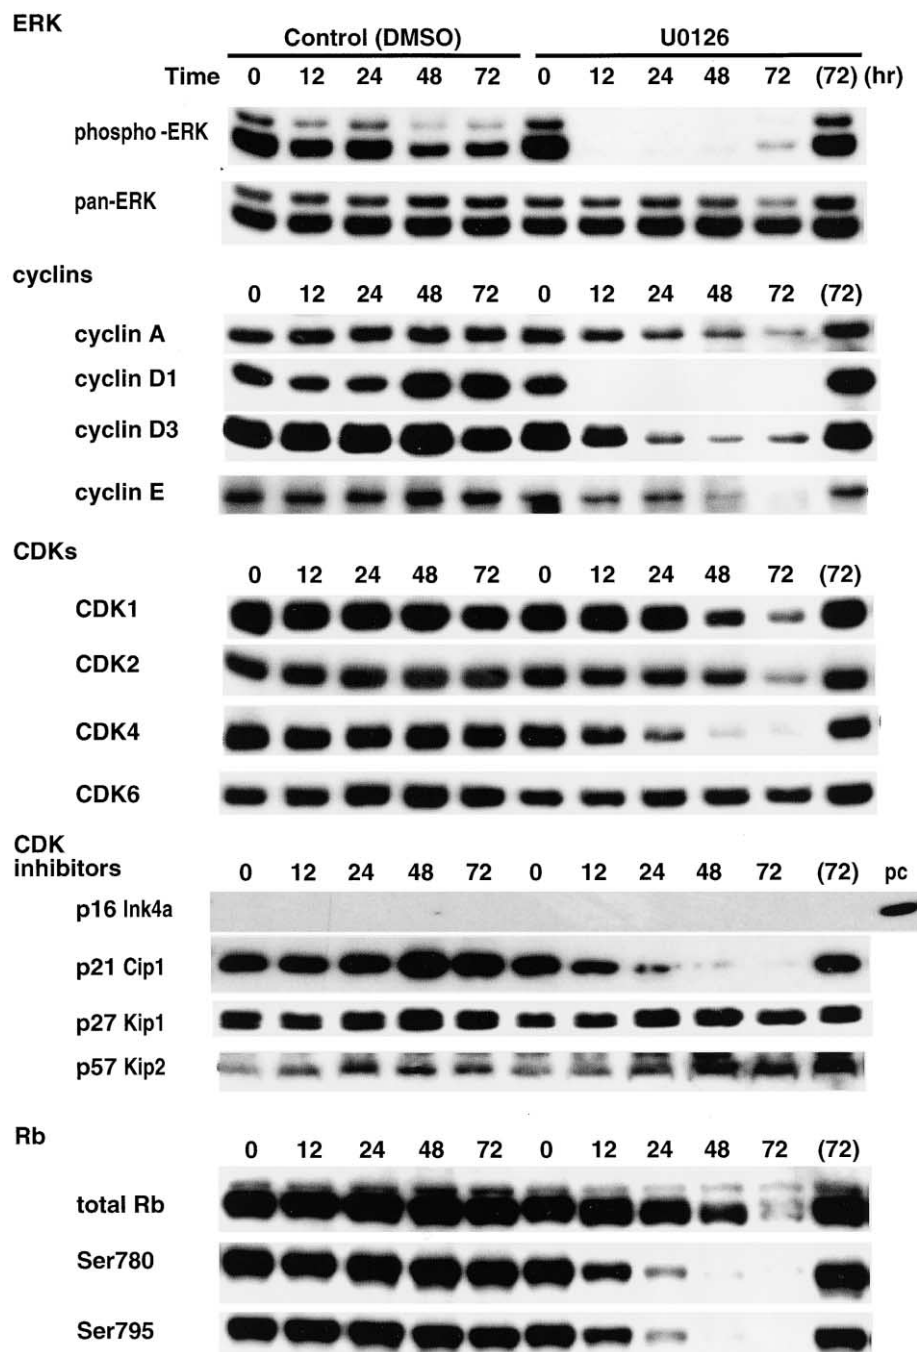 ERK
Control (DMSO) U0126
Time 0 12 24 48 72 0 12 24 48 72 (72) (hr)
phospho-ERK
pan-ERK
cyclins
0 12 24 48 72 0 12 24 48 72 (72)
cyclin A
cyclin D1
cyclin D3
cyclin E
CDKs
0 12 24 48 72 0 12 24 48 72 (72)
CDK1
CDK2
CDK4
CDK6
CDK
inhibitors 0 12 24 48 72 0 12 24 48 72 (72) pc
p16 Ink4a
p21 Cip1
p27 Kip1
p57 Kip2
Rb
0 12 24 48 72 0 12 24 48 72 (72)
total Rb
Ser780
Ser795